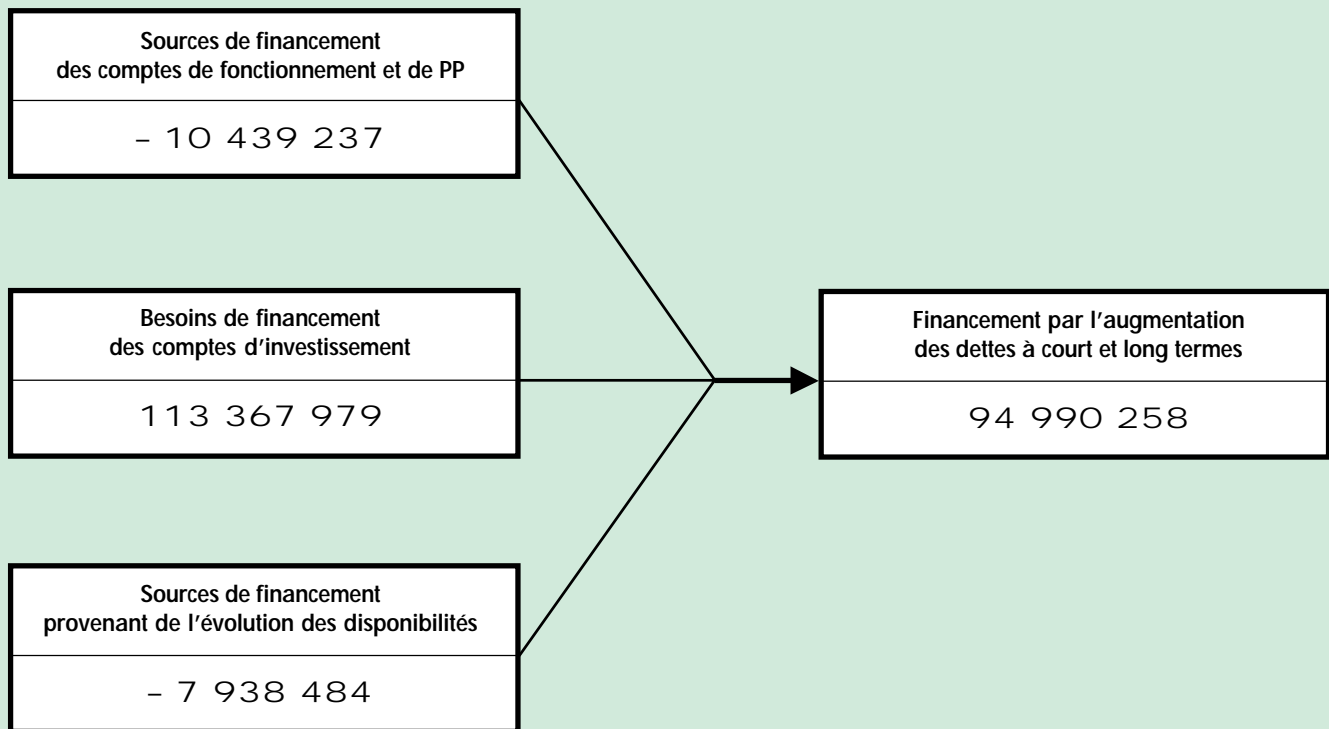 Sources de financement
des comptes de fonctionnement et de PP
– 10 439 237
Besoins de financement
des comptes d'investissement
113 367 979
Financement par l'augmentation
des dettes à court et long termes
94 990 258
Sources de financement
provenant de l'évolution des disponibilités
– 7 938 484